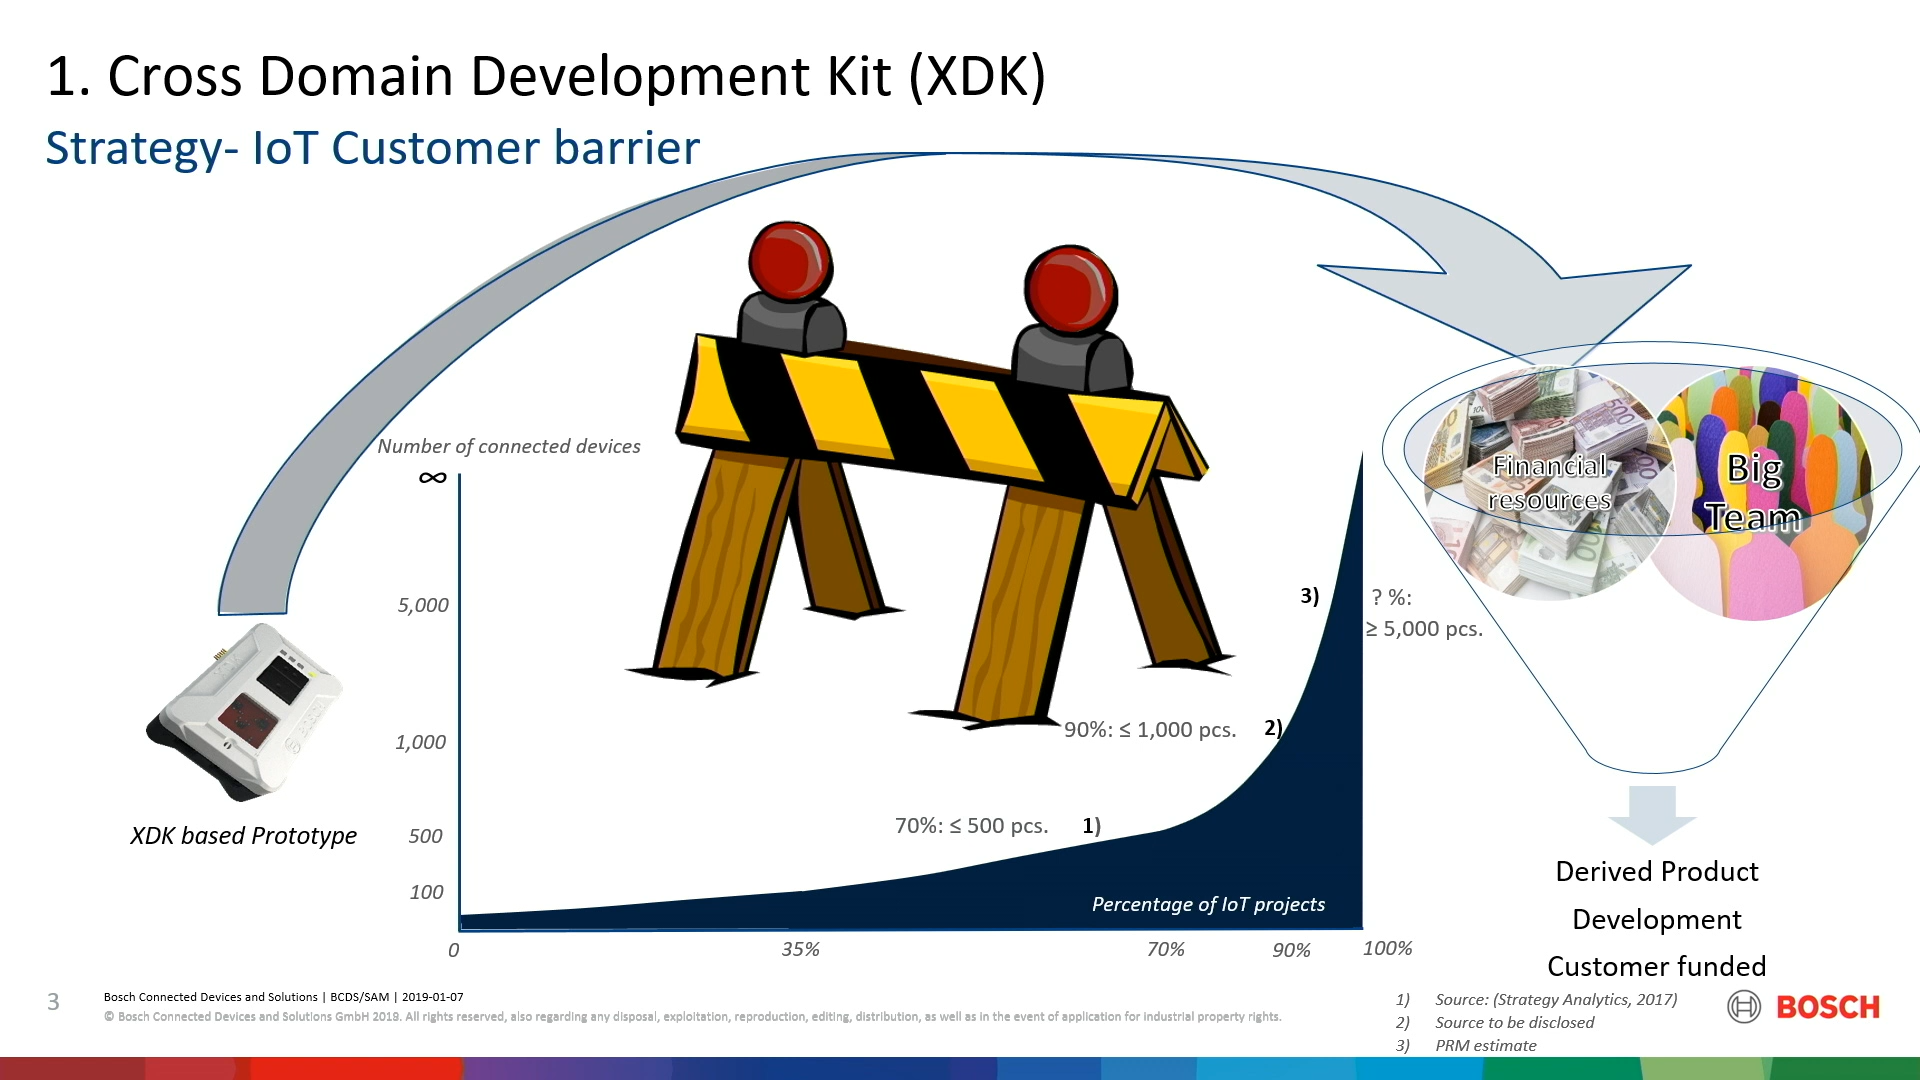 1. Cross Domain Development Kit (XDK)
Strategy- IoT Customer barrier
Number of connected devices
∞
5,000
1,000
500
100
0
35%
70%
90%
100%
Percentage of IoT projects
70%: ≤ 500 pcs.
1)
90%: ≤ 1,000 pcs.
2)
3)
? %:
≥ 5,000 pcs.
XDK based Prototype
Financial
resources
Big
Team
Derived Product
Development
Customer funded
1) Source: (Strategy Analytics, 2017)
2) Source to be disclosed
3) PRM estimate
3
Bosch Connected Devices and Solutions | BCDS/SAM | 2019-01-07
© Bosch Connected Devices and Solutions GmbH 2019. All rights reserved, also regarding any disposal, exploitation, reproduction, editing, distribution, as well as in the event of application for industrial property rights.
BOSCH